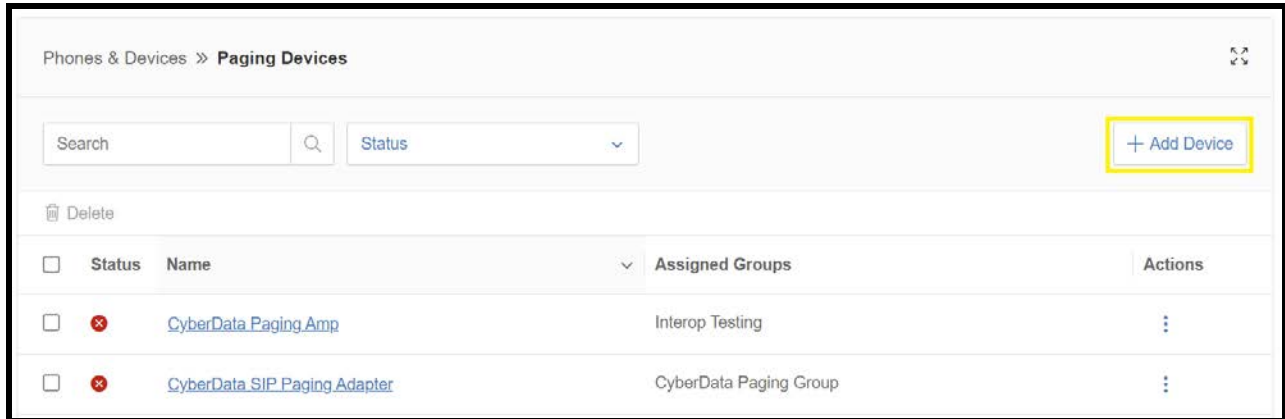 Phones & Devices » Paging Devices
Search Status + Add Device
Delete
Status Name Assigned Groups Actions
CyberData Paging Amp Interop Testing
CyberData SIP Paging Adapter CyberData Paging Group